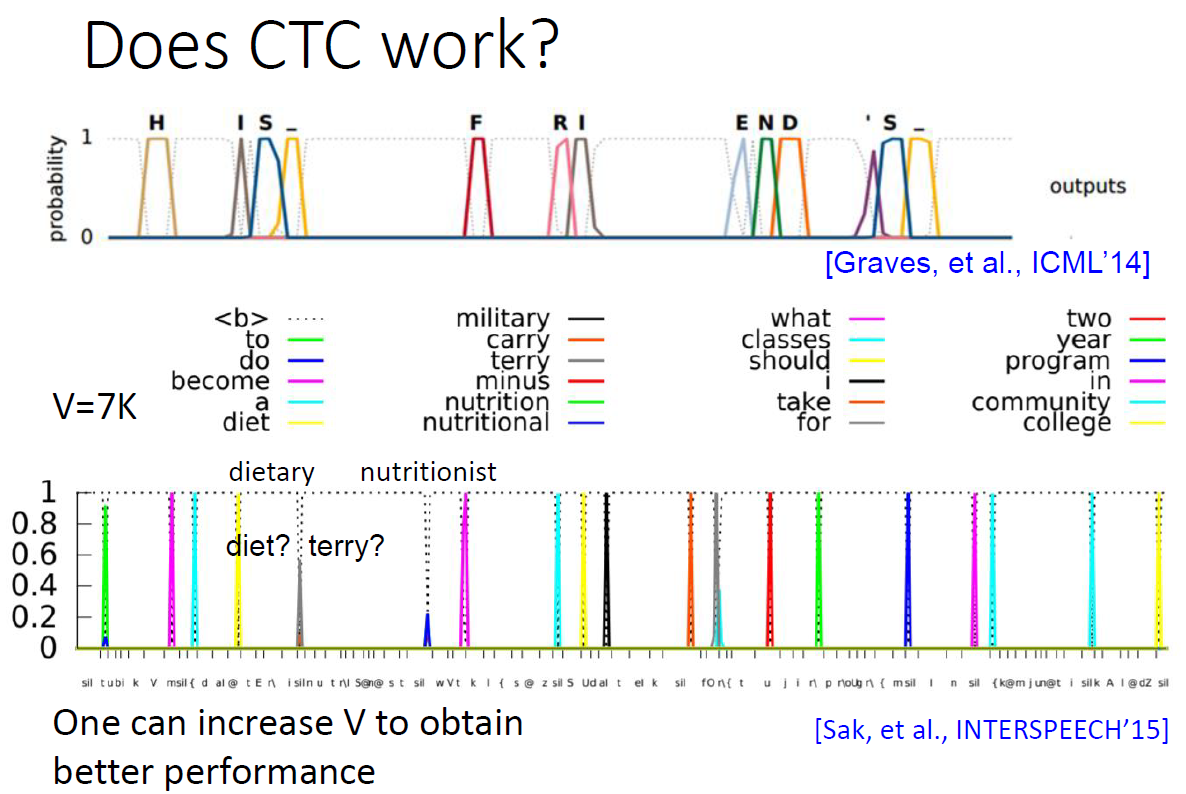 Does CTC work?
H I S _ F R I E N D ' S _
probability
1
0
outputs
[Graves, et al., ICML'14]
<b> military what two
to carry classes year
do terry should program
become minus i in
a nutrition take community
diet nutritional for college
V=7K
dietary nutritionist
1
0.8
0.6
diet? terry?
0.4
0.2
0
One can increase V to obtain
better performance
[Sak, et al., INTERSPEECH'15]